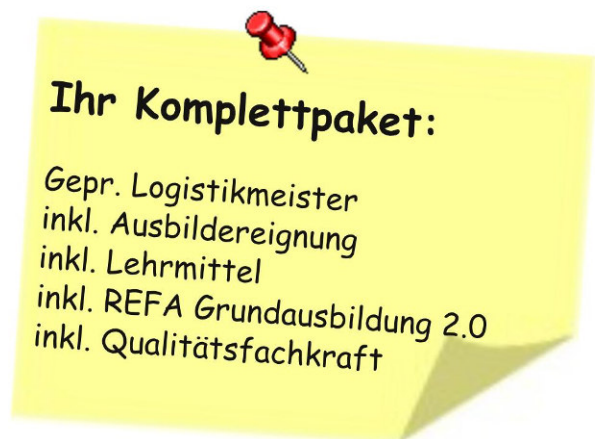 Ihr Komplettpaket:
Gepr. Logistikmeister
inkl. Ausbildereignung
inkl. Lehrmittel
inkl. REFA Grundausbildung 2.0
inkl. Qualitätsfachkraft